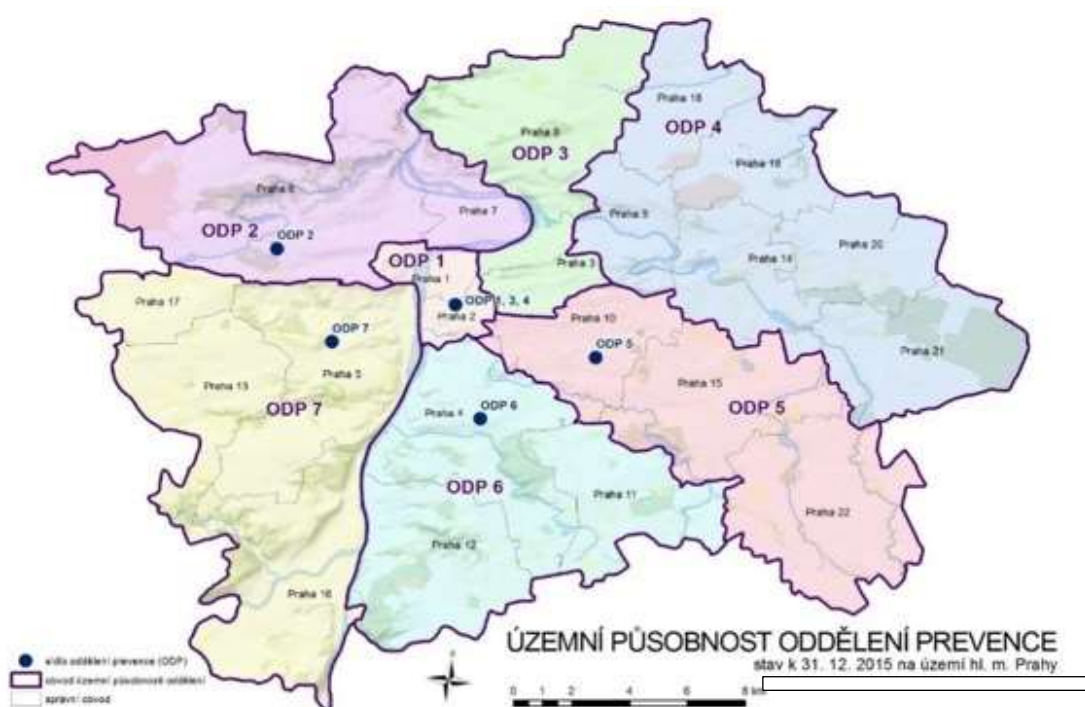 Praha 18
ODP 4
Praha 8
ODP 3
Praha 19
Praha 6
Praha 7
Praha 9
ODP 2
ODP 2
Praha 20
ODP 1
Praha 14
Praha 3
Praha 1
Praha 17
ODP 1, 3, 4
Praha 2
Praha 10
ODP 7
ODP 5
Praha 21
Praha 5
Praha 13
Praha 15
ODP 7
ODP 5
Praha 4
ODP 6
ODP 6
Praha 11
Praha 22
Praha 12
Praha 16
ÚZEMNÍ PŮSOBNOST ODDĚLENÍ PREVENCE
stav k 31. 12. 2015 na území hl. m. Prahy
sídlo oddělení prevence (ODP)
obvod územní působnosti oddělení
správní obvod
0 1 2 4 6 8 km